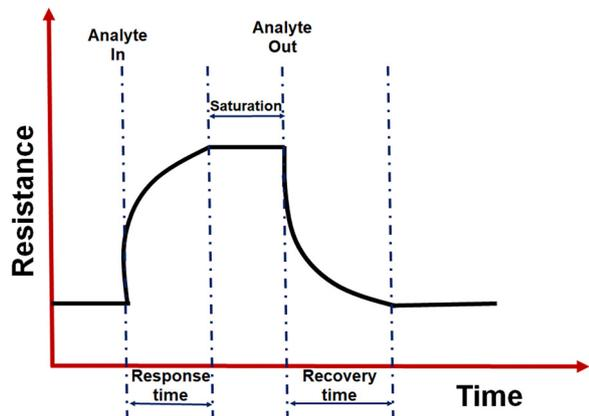 Analyte
In
Analyte
Out
Saturation
Resistance
Response
time
Recovery
time
Time